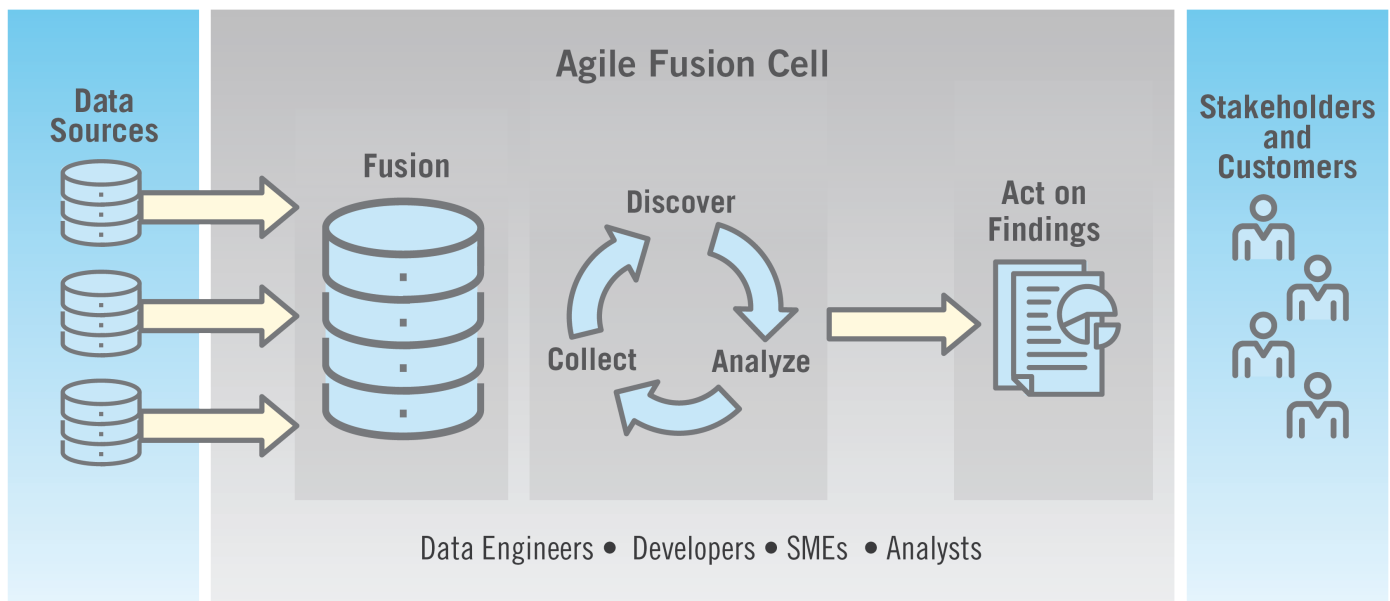 Agile Fusion Cell
Data
Sources
Fusion
Discover
Collect
Analyze
Act on
Findings
Stakeholders
and
Customers
Data Engineers • Developers • SMEs • Analysts